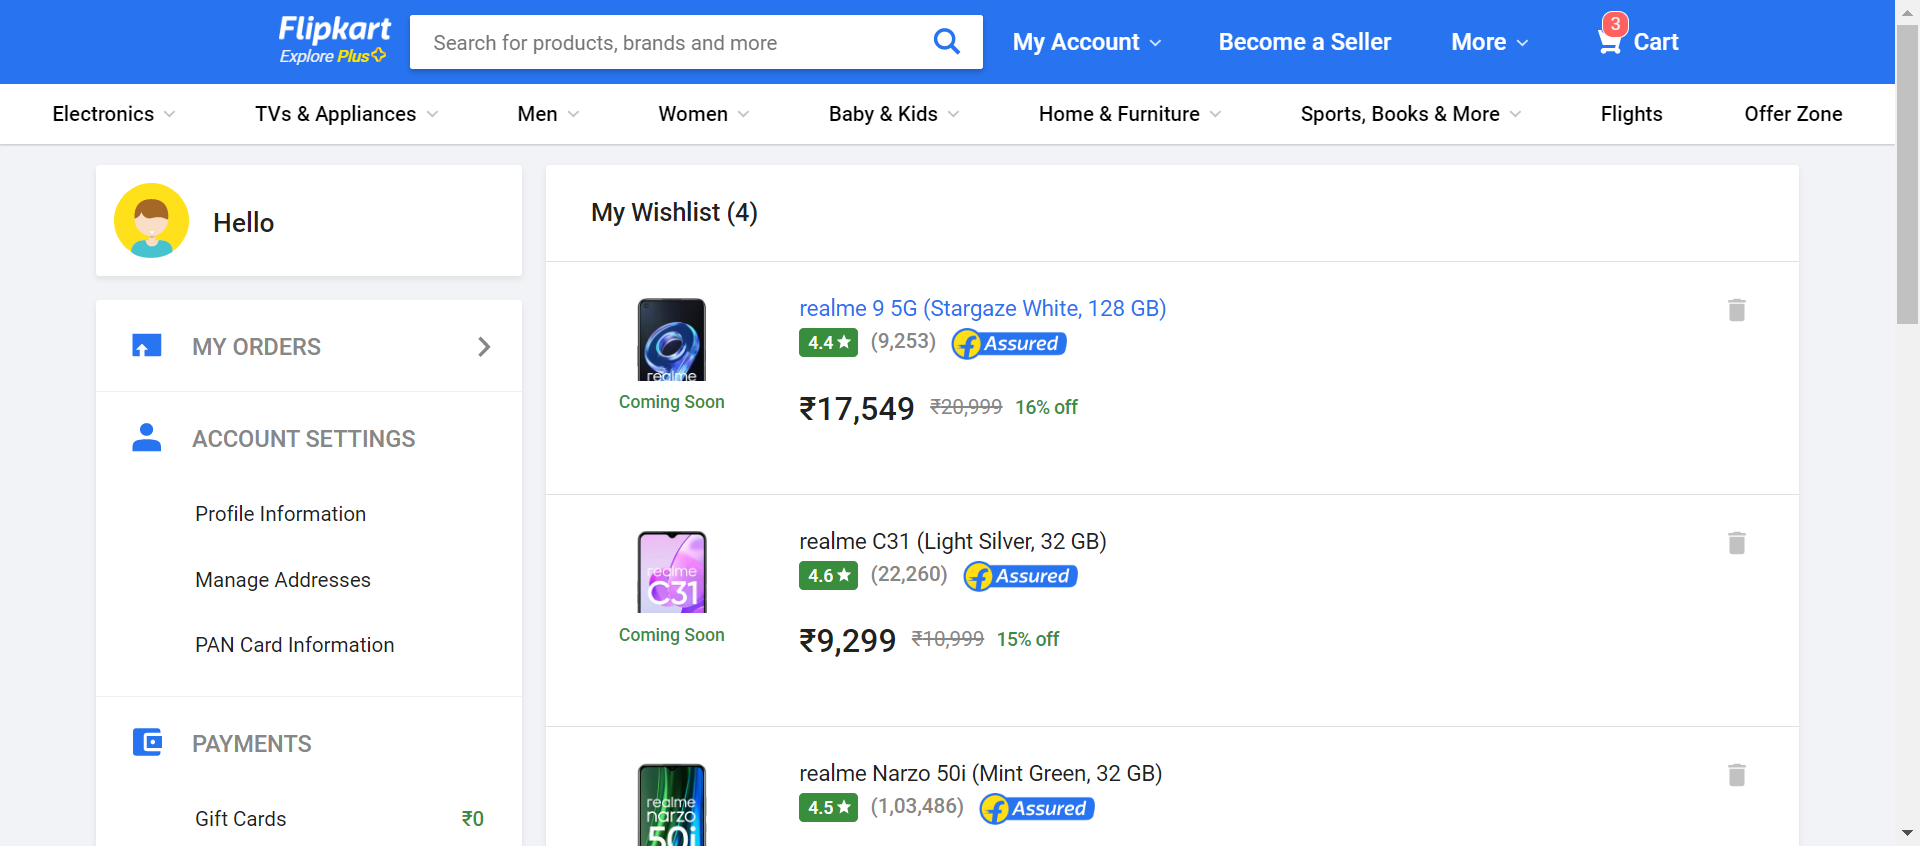 Flipkart
Explore Plus
Search for products, brands and more
My Account
Become a Seller
More
3
Cart
Electronics
TVs & Appliances
Men
Women
Baby & Kids
Home & Furniture
Sports, Books & More
Flights
Offer Zone
Hello
MY ORDERS
ACCOUNT SETTINGS
Profile Information
Manage Addresses
PAN Card Information
PAYMENTS
Gift Cards ₹0
My Wishlist (4)
realme
Coming Soon
realme 9 5G (Stargaze White, 128 GB)
4.4 ★ (9,253) f Assured
₹17,549 ₹20,999 16% off
realme
C31
Coming Soon
realme C31 (Light Silver, 32 GB)
4.6 ★ (22,260) f Assured
₹9,299 ₹10,999 15% off
realme
narzo
50i
realme Narzo 50i (Mint Green, 32 GB)
4.5 ★ (1,03,486) f Assured